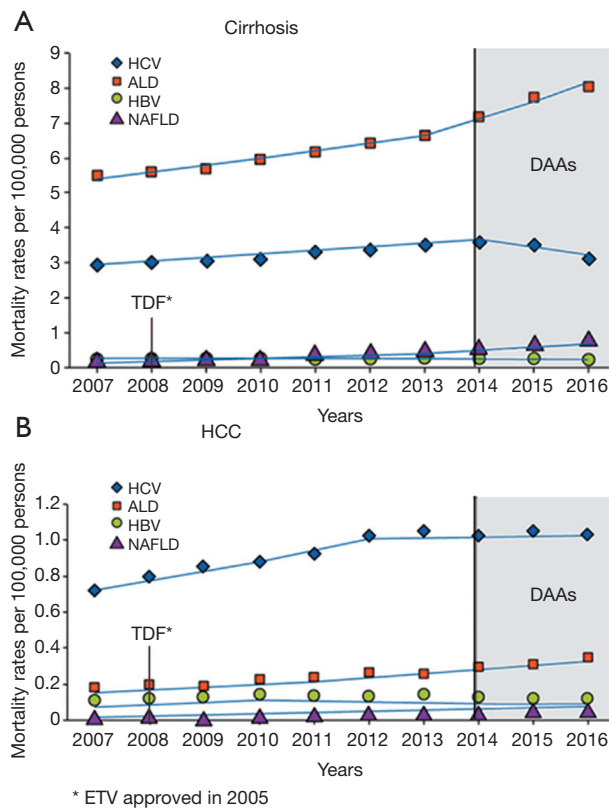 A
Cirrhosis
9
8
7
6
5
4
3
2
1
0
Mortality rates per 100,000 persons
HCV
ALD
HBV
NAFLD
DAAs
TDF*
2007 2008 2009 2010 2011 2012 2013 2014 2015 2016
Years
B
HCC
1.2
1.0
0.8
0.6
0.4
0.2
0
Mortality rates per 100,000 persons
HCV
ALD
HBV
NAFLD
DAAs
TDF*
2007 2008 2009 2010 2011 2012 2013 2014 2015 2016
Years
* ETV approved in 2005